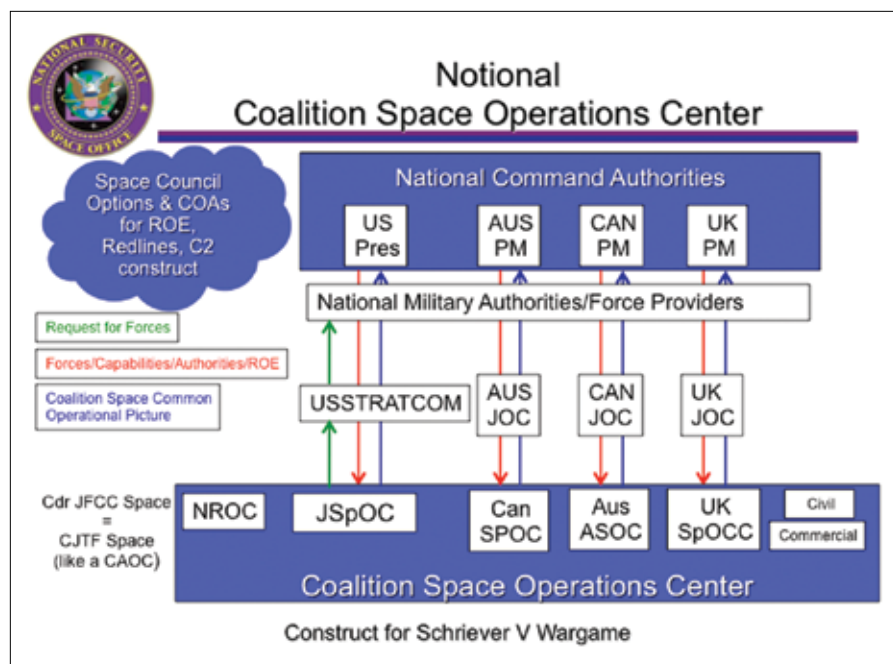 NATIONAL SECURITY
SPACE OFFICE
Notional
Coalition Space Operations Center
Space Council
Options & COAs
for ROE,
Redlines, C2
construct
National Command Authorities
US
Pres
AUS
PM
CAN
PM
UK
PM
National Military Authorities/Force Providers
Request for Forces
Forces/Capabilities/Authorities/ROE
Coalition Space Common
Operational Picture
USSTRATCOM
AUS
JOC
CAN
JOC
UK
JOC
Cdr JFCC Space
=
CJTF Space
(like a CAOC)
NROC
JSpOC
Can
SPOC
Aus
ASOC
UK
SpOCC
Civil
Commercial
Coalition Space Operations Center
Construct for Schriever V Wargame